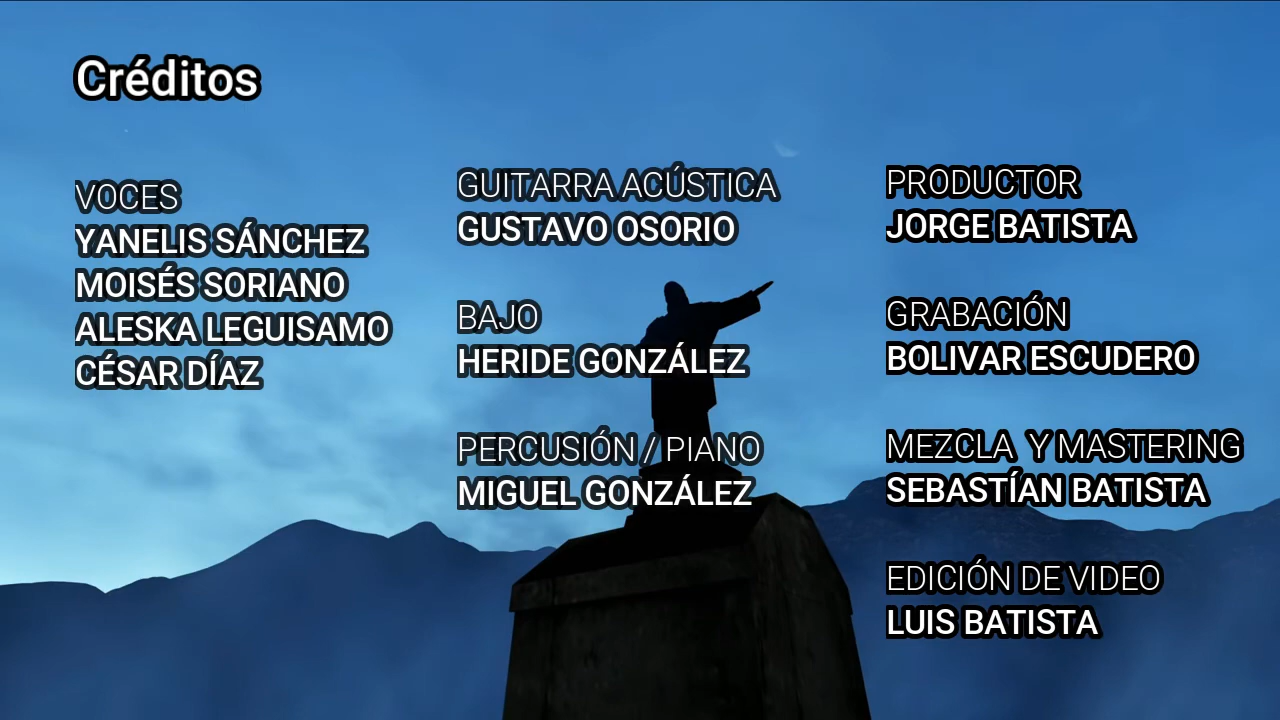 Créditos
VOCES
YANELIS SÁNCHEZ
MOISÉS SORIANO
ALESKA LEGUISAMO
CÉSAR DÍAZ
GUITARRA ACÚSTICA
GUSTAVO OSORIO
BAJO
HERIDE GONZÁLEZ
PERCUSIÓN / PIANO
MIGUEL GONZÁLEZ
PRODUCTOR
JORGE BATISTA
GRABACIÓN
BOLIVAR ESCUDERO
MEZCLA Y MASTERING
SEBASTÍAN BATISTA
EDICIÓN DE VIDEO
LUIS BATISTA